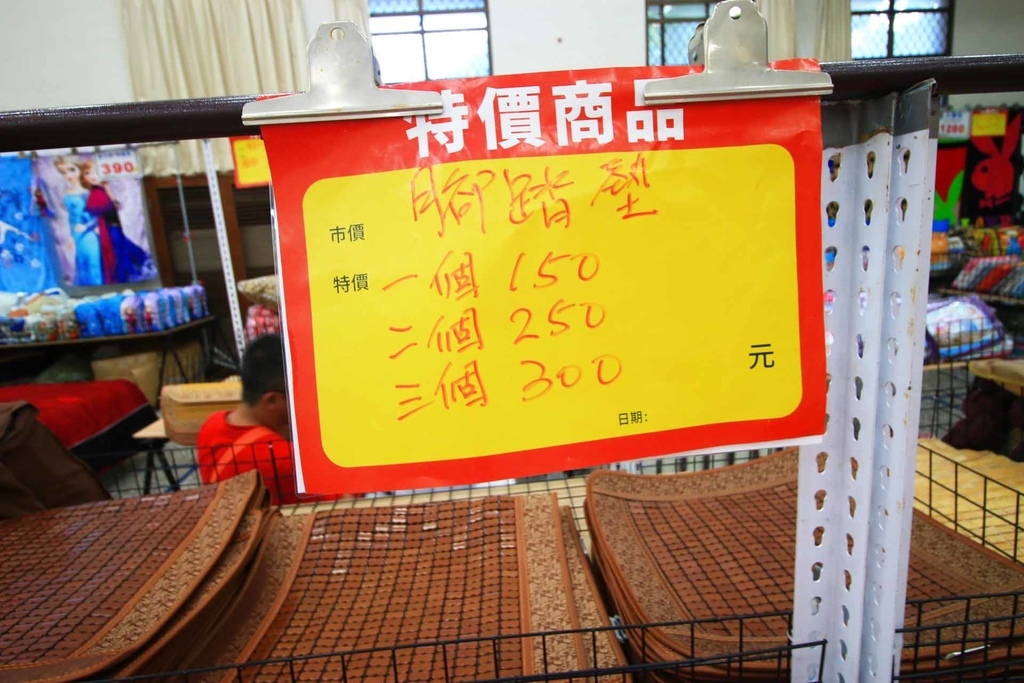 特價商品
腳踏墊
市價
特價 一個 150
二個 250
三個 300
元
日期:
390
1280